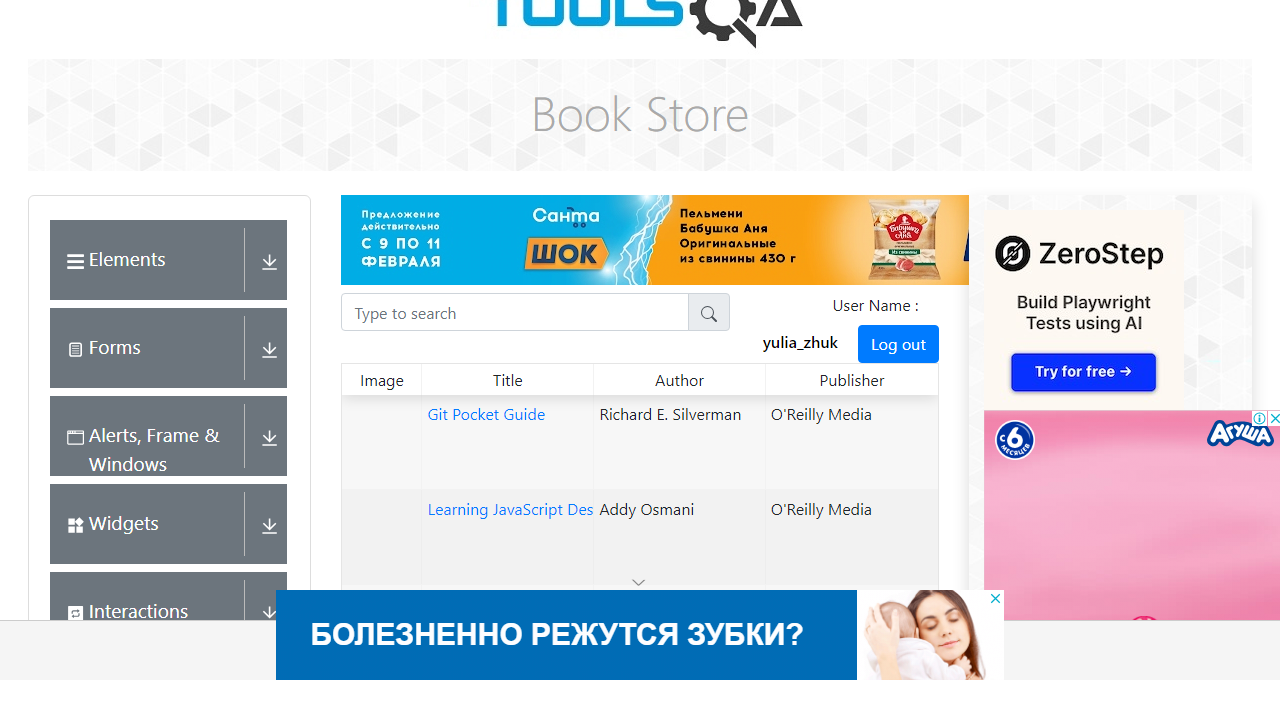 TOOLSQA
Book Store
Elements
Forms
Alerts, Frame &
Windows
Widgets
Interactions
Предложение
действительно
С 9 ПО 11
ФЕВРАЛЯ
Санта
ШОК
Пельмени
Бабушка Аня
Оригинальные
из свинины 430 г
Type to search
User Name :
yulia_zhuk
Log out
Image Title Author Publisher
Git Pocket Guide Richard E. Silverman O'Reilly Media
Learning JavaScript Des Addy Osmani O'Reilly Media
ZeroStep
Build Playwright
Tests using AI
Try for free →
с 6
МЕСЯЦЕВ
АГУША
БОЛЕЗНЕННО РЕЖУТСЯ ЗУБКИ?